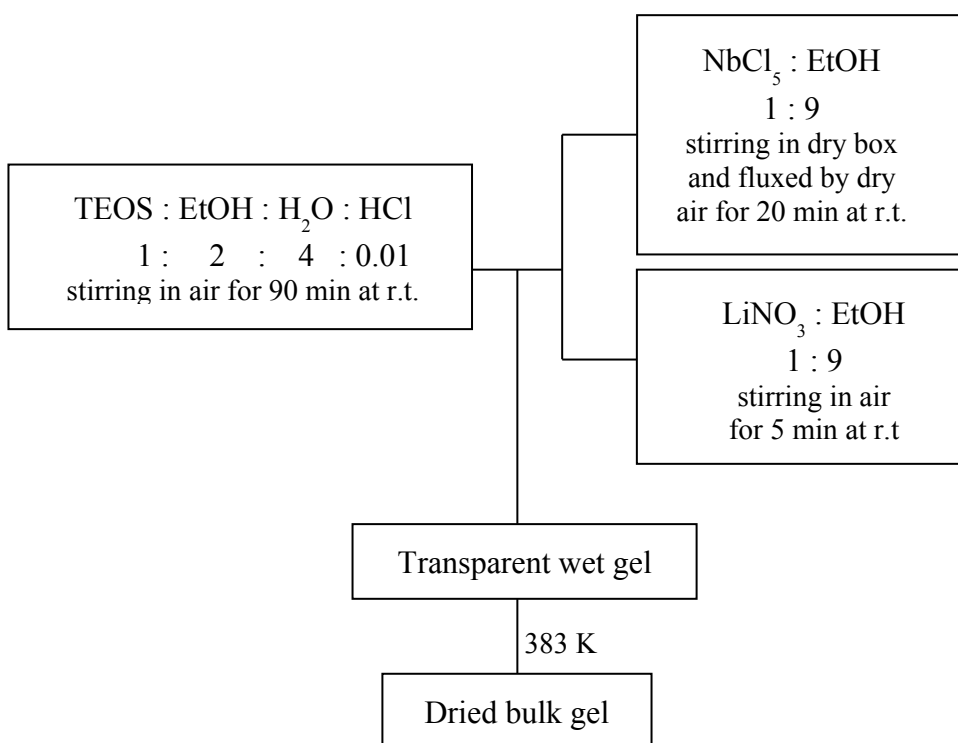 NbCl₅ : EtOH
1 : 9
stirring in dry box
and fluxed by dry
air for 20 min at r.t.
TEOS : EtOH : H₂O : HCl
1 : 2 : 4 : 0.01
stirring in air for 90 min at r.t.
LiNO₃ : EtOH
1 : 9
stirring in air
for 5 min at r.t
Transparent wet gel
383 K
Dried bulk gel